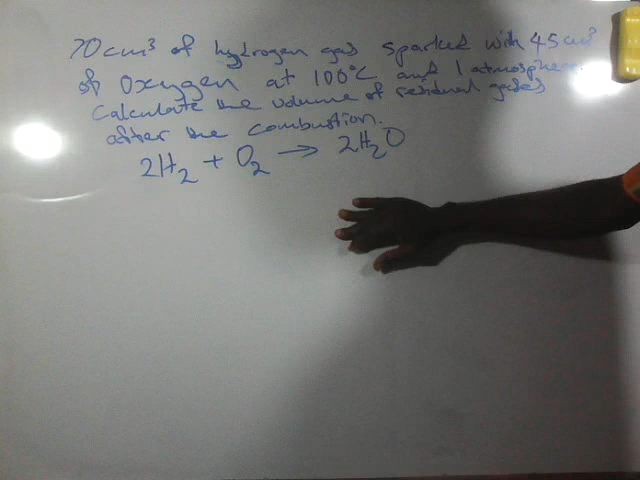 70cm³ of hydrogen gas sparked with 45cm³
of Oxygen at 100°C and 1 atmosphere.
Calculate the volume of residual gases
after the combustion.
2H₂ + O₂ → 2H₂O